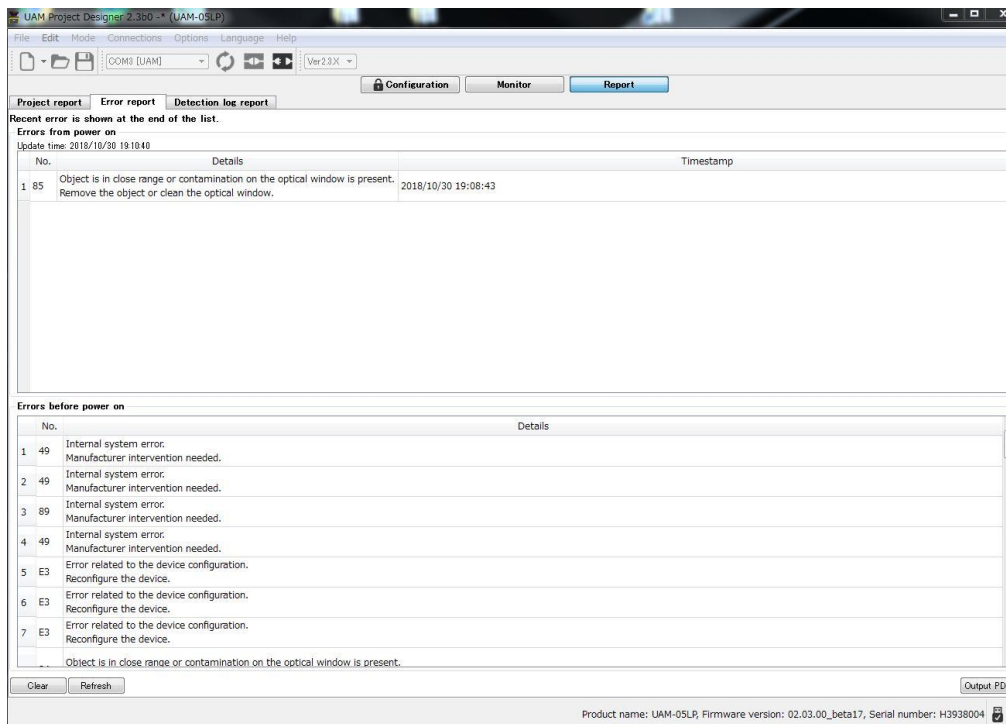 UAM Project Designer 2.3b0 -* (UAM-05LP)
File Edit Mode Connections Options Language Help
COM3 [UAM] Ver2.3.X
Configuration Monitor Report
Project report Error report Detection log report
Recent error is shown at the end of the list.
Errors from power on
Update time: 2018/10/30 19:10:40
No. Details Timestamp
1 85 Object is in close range or contamination on the optical window is present. 2018/10/30 19:08:43
Remove the object or clean the optical window.
Errors before power on
No. Details
1 49 Internal system error.
Manufacturer intervention needed.
2 49 Internal system error.
Manufacturer intervention needed.
3 89 Internal system error.
Manufacturer intervention needed.
4 49 Internal system error.
Manufacturer intervention needed.
5 E3 Error related to the device configuration.
Reconfigure the device.
6 E3 Error related to the device configuration.
Reconfigure the device.
7 E3 Error related to the device configuration.
Reconfigure the device.
Object is in close range or contamination on the optical window is present.
Clear Refresh Output PD
Product name: UAM-05LP, Firmware version: 02.03.00_beta17, Serial number: H3938004